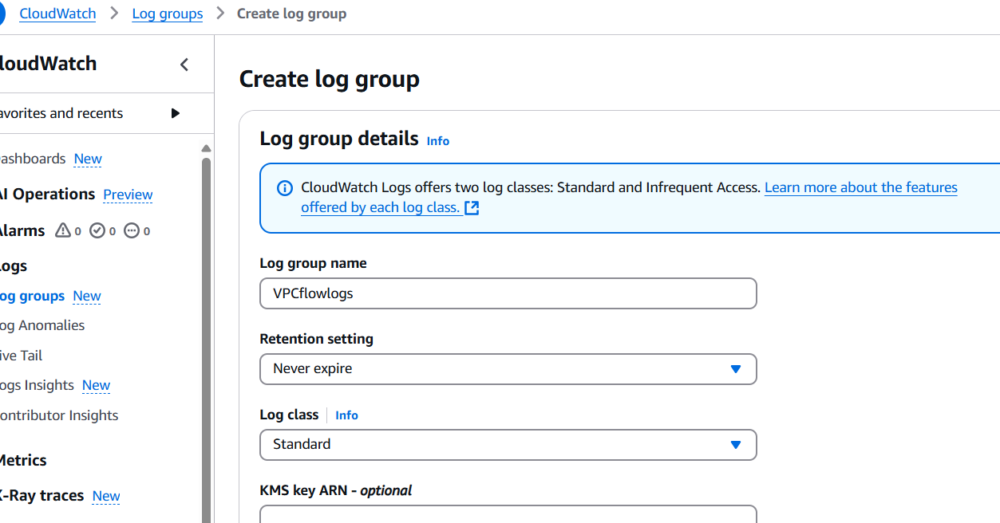 CloudWatch > Log groups > Create log group
loudWatch
avorites and recents
ashboards New
AI Operations Preview
Alarms 0 0 0
ogs
og groups New
og Anomalies
ive Tail
ogs Insights New
ontributor Insights
Metrics
X-Ray traces New
Create log group
Log group details Info
CloudWatch Logs offers two log classes: Standard and Infrequent Access. Learn more about the features
offered by each log class.
Log group name
VPCflowlogs
Retention setting
Never expire
Log class Info
Standard
KMS key ARN - optional